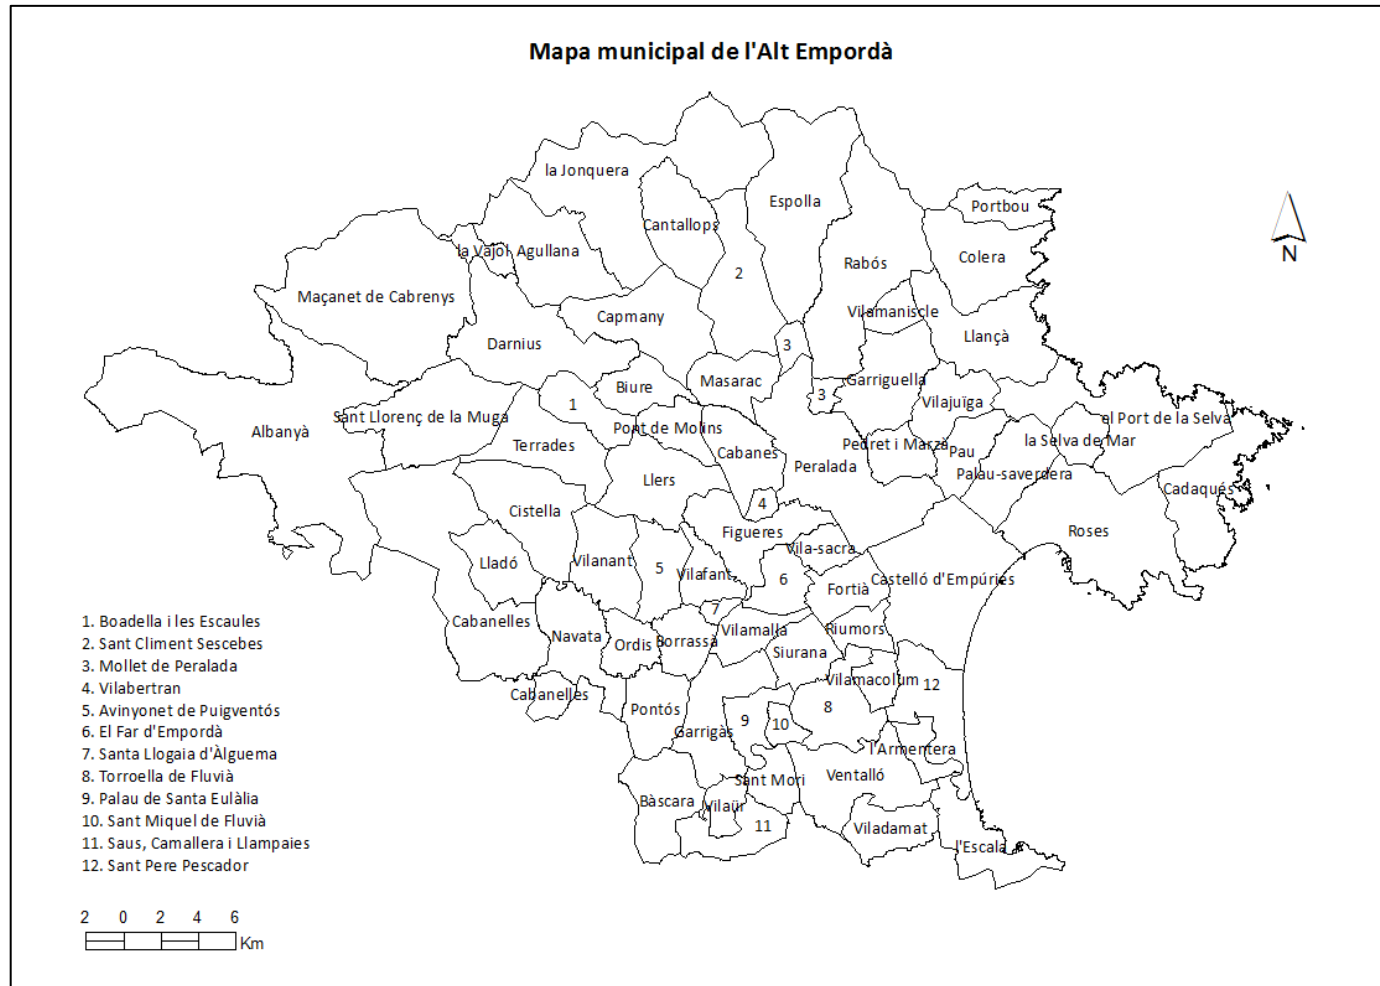 Mapa municipal de l'Alt Empordà
la Jonquera
Espolla
Portbou
Cantallops
la Vajol
Agullana
Colera
N
Rabós
2
Maçanet de Cabrenys
Vilamaniscle
Capmany
Llançà
Darnius
3
Masarac
Garriguella
Biure
3
Vilajuïga
1
Sant Llorenç de la Muga
el Port de la Selva
Albanyà
Pont de Molins
Terrades
Cabanes
Pedret i Marzà
Pau
la Selva de Mar
Peralada
Palau-saverdera
Llers
Cadaqués
4
Cistella
Figueres
Roses
Vila-sacra
Lladó
Vilanant
5
Vilafant
6
Castelló d'Empúries
Fortià
7
Cabanelles
Navata
Ordis
Borrassà
Vilamalla
Riumors
Siurana
Vilamacolum
12
Cabanelles
Pontós
8
9
10
Garrigàs
l'Armentera
Sant Mori
Ventalló
Bàscara
Vilaür
11
Viladamat
l'Escala
1. Boadella i les Escaules
2. Sant Climent Sescebes
3. Mollet de Peralada
4. Vilabertran
5. Avinyonet de Puigventós
6. El Far d'Empordà
7. Santa Llogaia d'Àlguema
8. Torroella de Fluvià
9. Palau de Santa Eulàlia
10. Sant Miquel de Fluvià
11. Saus, Camallera i Llampaies
12. Sant Pere Pescador
2 0 2 4 6
Km